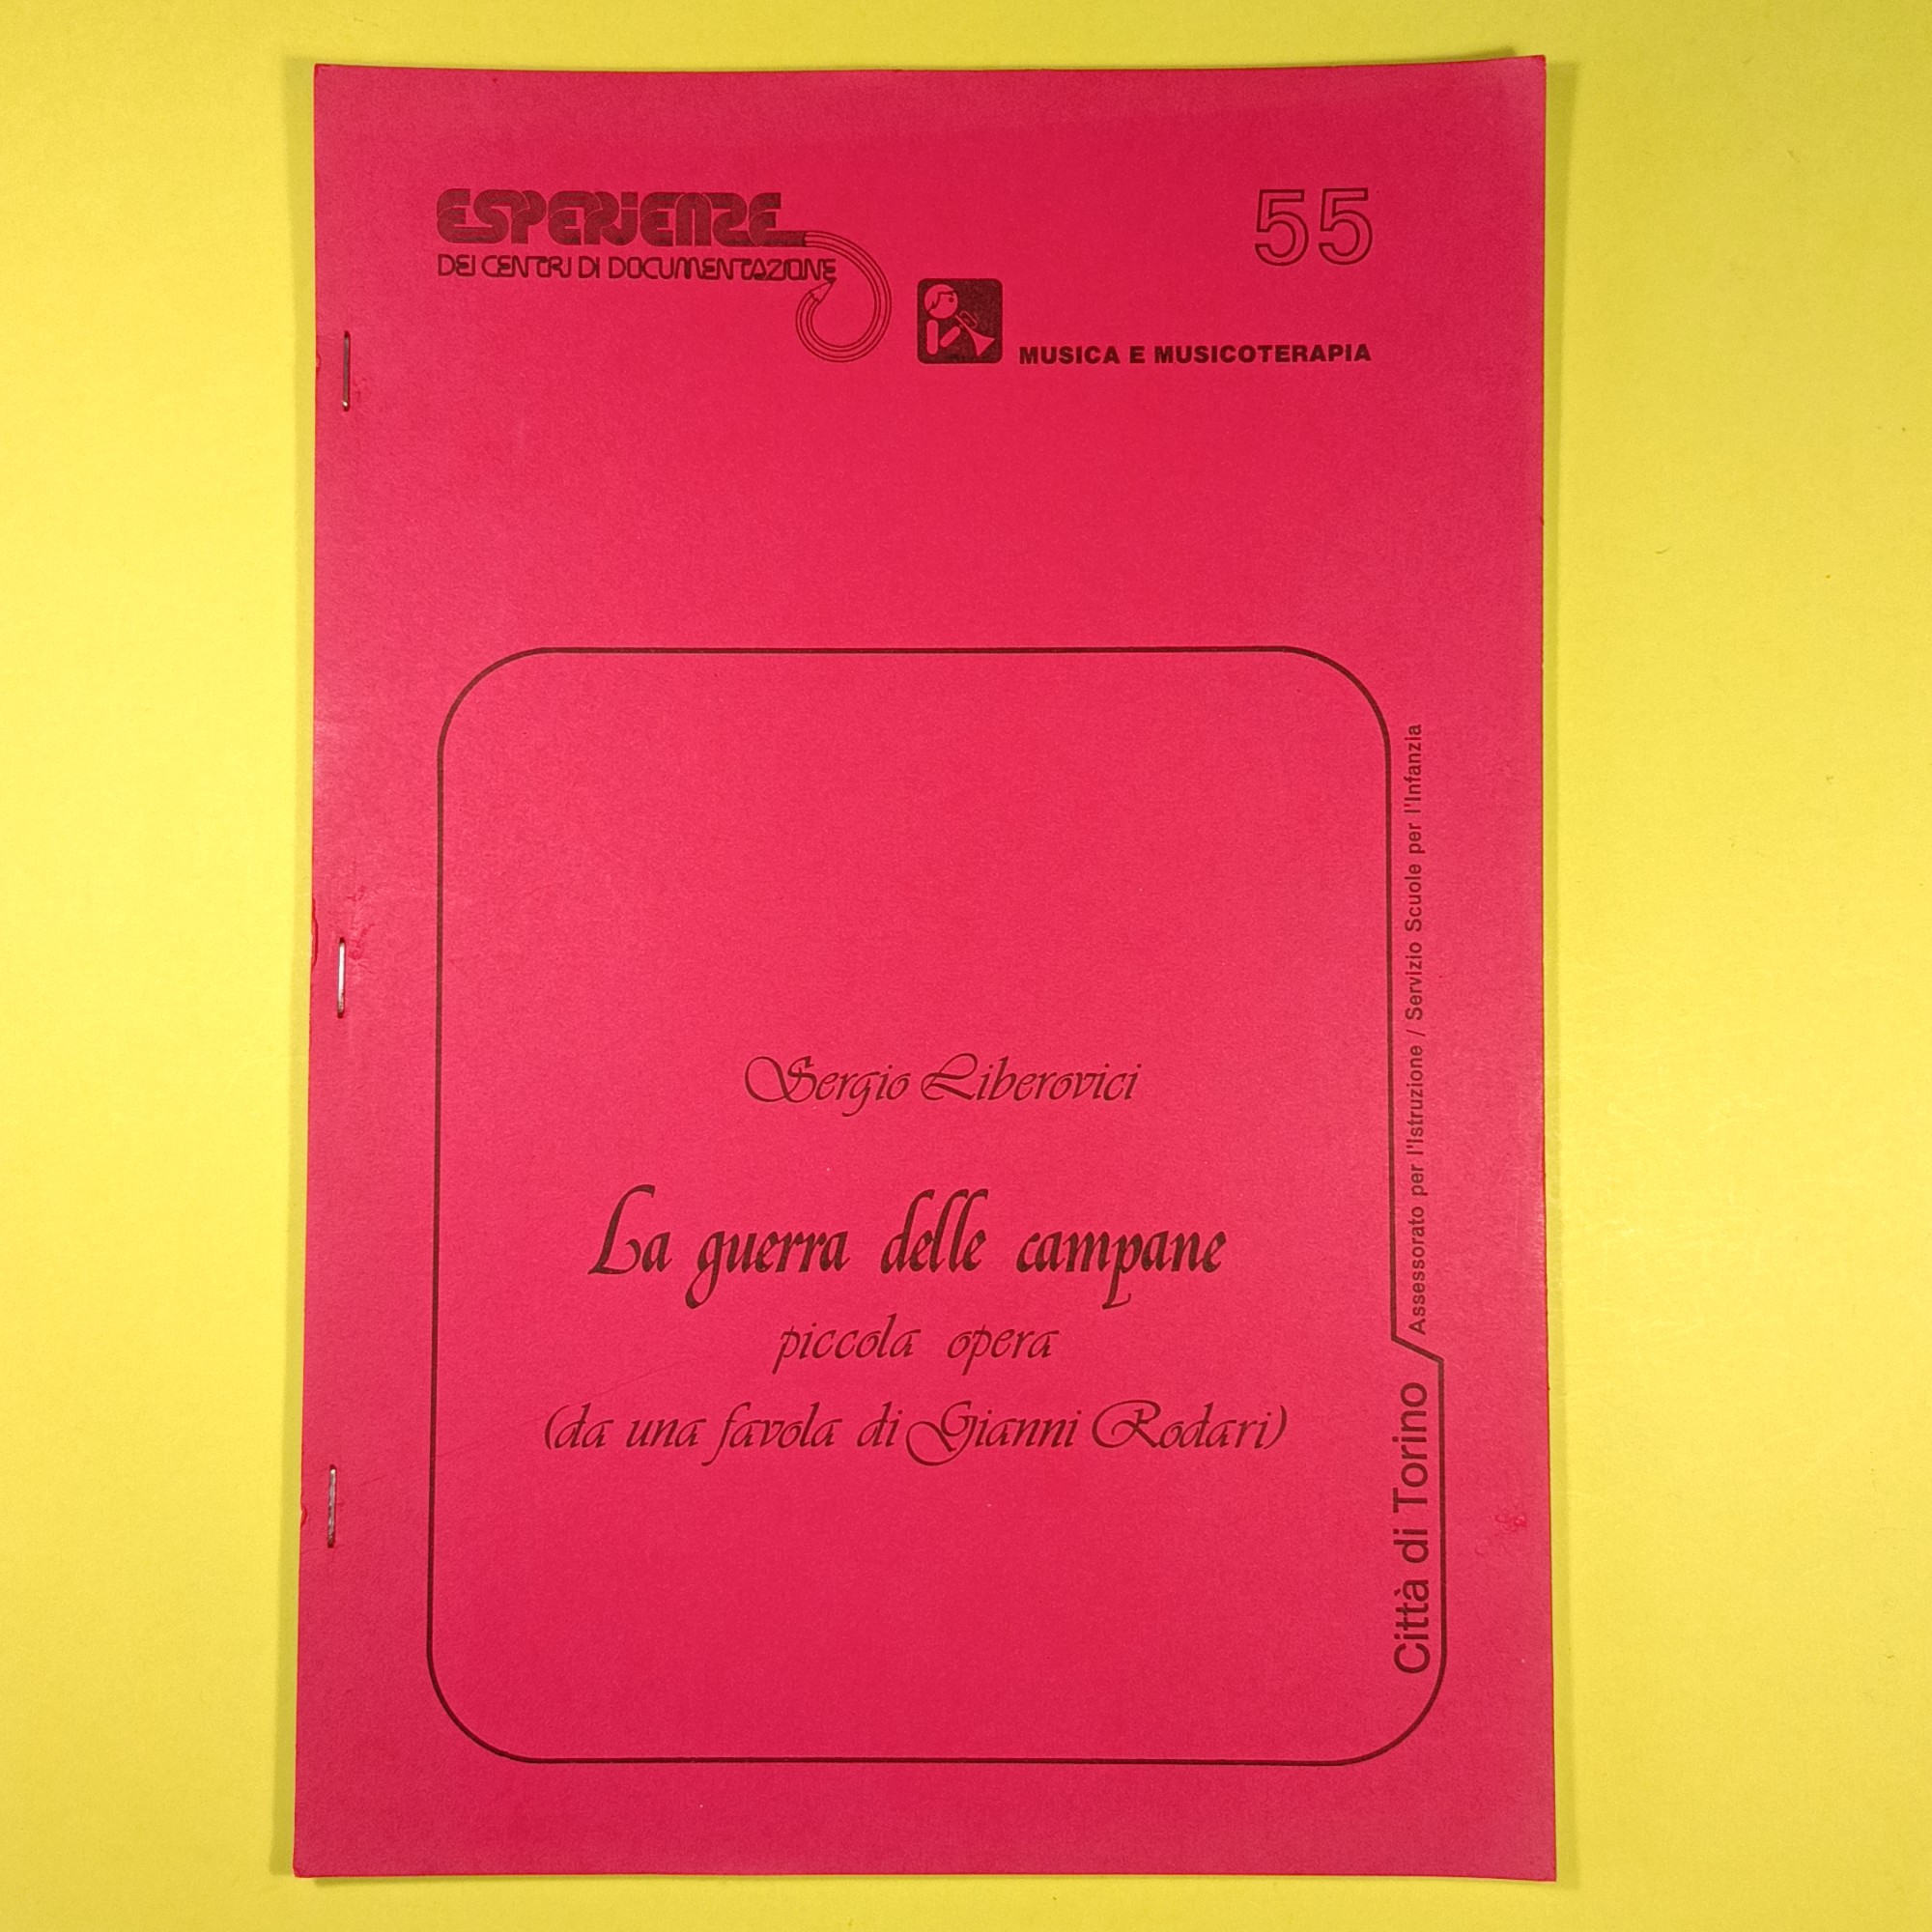 ESPERIENZE
DEI CENTRI DI DOCUMENTAZIONE
55
MUSICA E MUSICOTERAPIA
Sergio Liberovici
La guerra delle campane
piccola opera
(da una favola di Gianni Rodari)
Città di Torino
Assessorato per l'Istruzione / Servizio Scuole per l'Infanzia